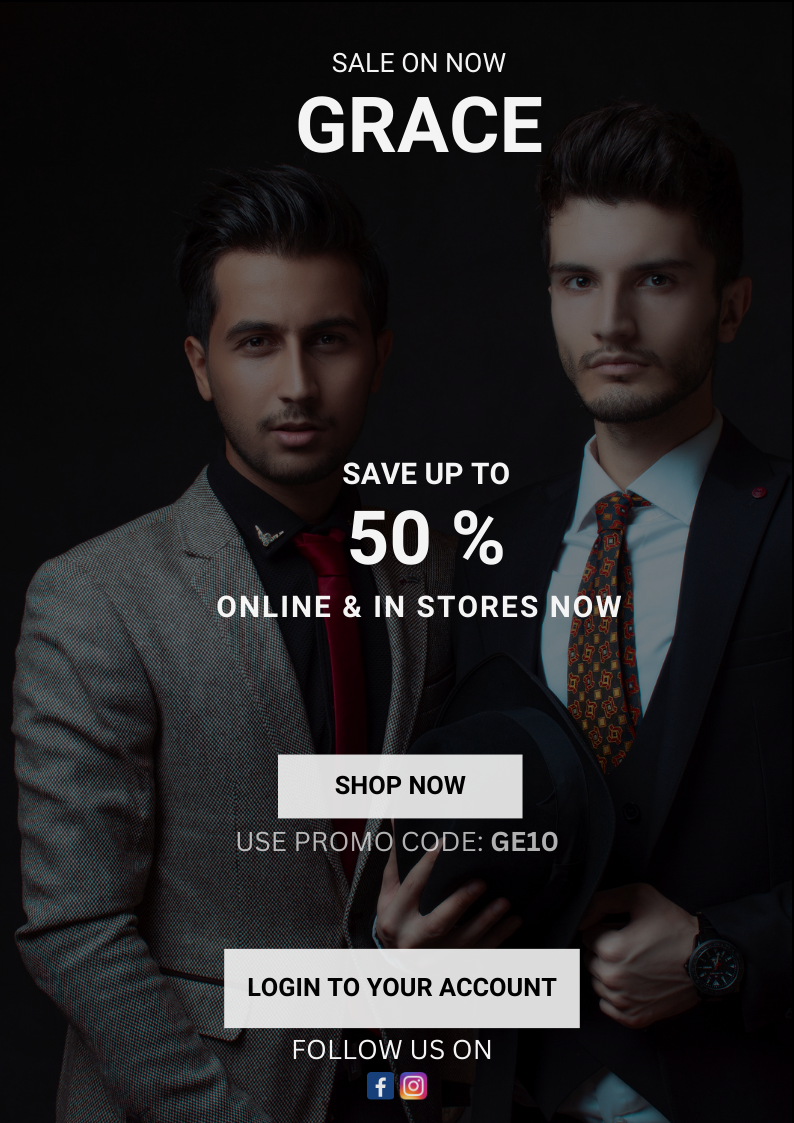 SALE ON NOW
GRACE
SAVE UP TO
50 %
ONLINE & IN STORES NOW
SHOP NOW
USE PROMO CODE: GE10
LOGIN TO YOUR ACCOUNT
FOLLOW US ON